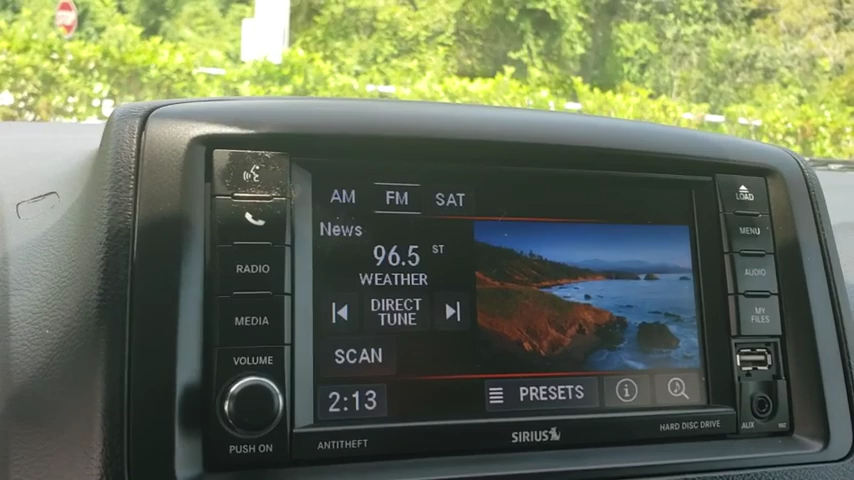 AM FM SAT
News
96.5 ST
WEATHER
DIRECT
TUNE
SCAN
2:13
PRESETS
RADIO
MEDIA
VOLUME
PUSH ON
ANTITHEFT
SIRIUS
HARD DISC DRIVE
LOAD
MENU
AUDIO
MY
FILES
AUX